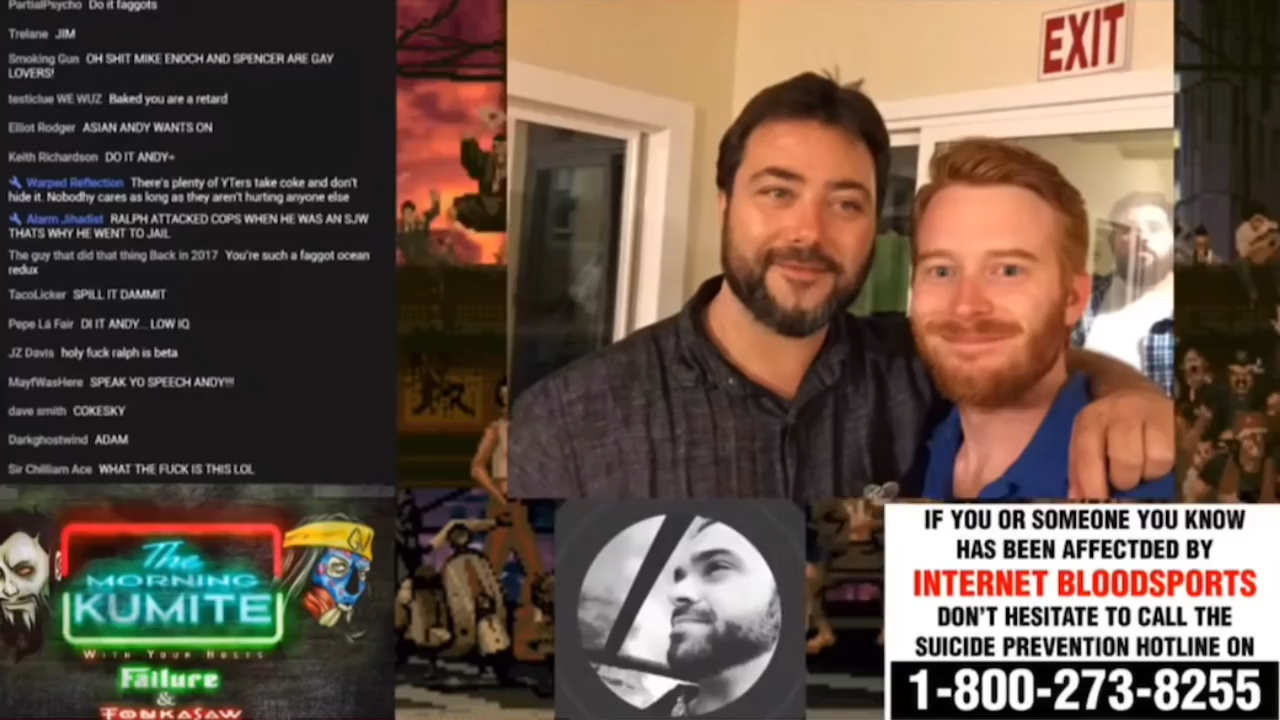 PartialPsycho Do it faggots
Trelane JIM
Smoking Gun OH SHIT MIKE ENOCH AND SPENCER ARE GAY
LOVERS!
testiclue WE WUZ Baked you are a retard
Elliot Rodger ASIAN ANDY WANTS ON
Keith Richardson DO IT ANDY÷
Warped Reflection There's plenty of YTers take coke and don't
hide it. Nobodhy cares as long as they aren't hurting anyone else
Alarm Jihadist RALPH ATTACKED COPS WHEN HE WAS AN SJW
THATS WHY HE WENT TO JAIL
The guy that did that thing Back in 2017 You're such a faggot ocean
redux
TacoLicker SPILL IT DAMMIT
Pepe Lá Fair DI IT ANDY... LOW IQ
JZ Davis holy fuck ralph is beta
MayfWasHere SPEAK YO SPEECH ANDY!!!
dave smith COKESKY
Darkghostwind ADAM
Sir Chilliam Ace WHAT THE FUCK IS THIS LOL
EXIT
The
MORNING
KUMITE
WITH YOUR HOSTS
Failure
&
TONKASAW
IF YOU OR SOMEONE YOU KNOW
HAS BEEN AFFECTDED BY
INTERNET BLOODSPORTS
DON'T HESITATE TO CALL THE
SUICIDE PREVENTION HOTLINE ON
1-800-273-8255